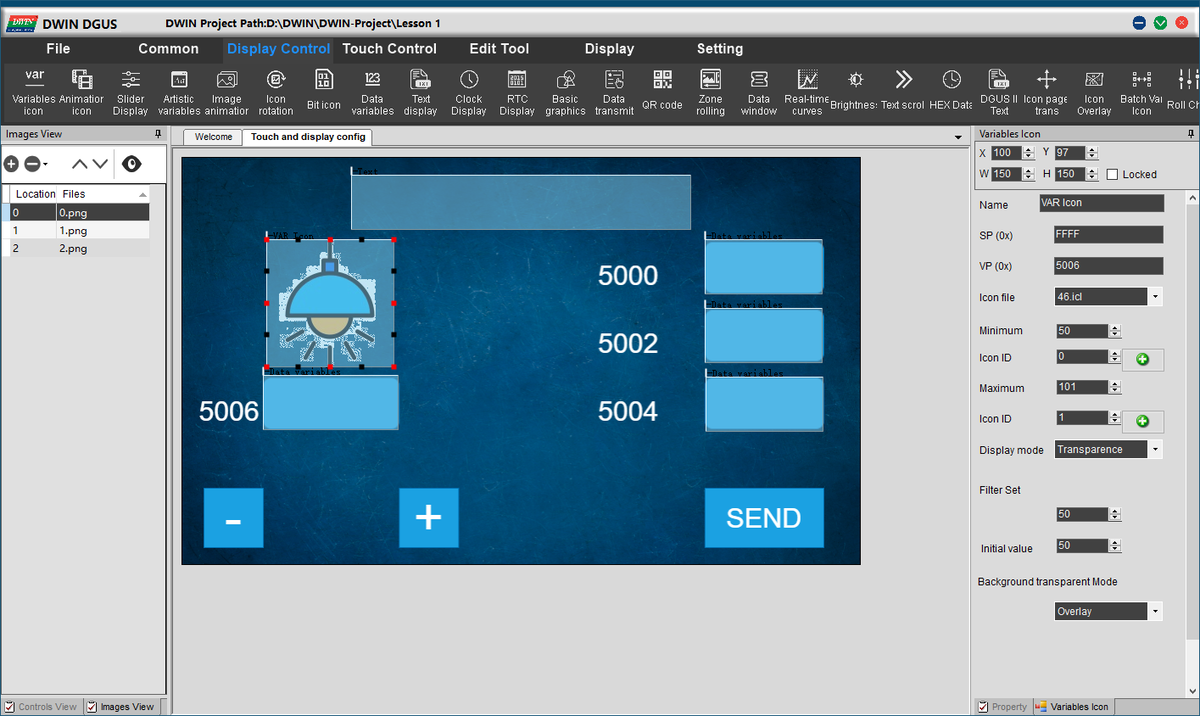 DWIN DWIN DGUS DWIN Project Path:D:\DWIN\DWIN-Project\Lesson 1
File Common Display Control Touch Control Edit Tool Display Setting
var
Variables icon
Animatior icon
Slider Display
Artistic variables
Image animatior
Icon rotation
Bit icon
123
Data variables
Text display
Clock Display
RTC Display
Basic graphics
Data transmit
QR code
Zone rolling
Data window
Real-time curves
Brightnes:
Text scrol
HEX Data
DGUS II Text
Icon page trans
Icon Overlay
Batch Va Icon
Roll Ch
Images View
Location Files
0 0.png
1 1.png
2 2.png
Controls View Images View
Welcome Touch and display config
Text
VAR Icon
Data variables
5000
Data variables
5002
Data variables
Data variables
5006
5004
- + SEND
Variables Icon
X 100 Y 97
W 150 H 150 Locked
Name VAR Icon
SP (0x) FFFF
VP (0x) 5006
Icon file 46.icl
Minimum 50
Icon ID 0
Maximum 101
Icon ID 1
Display mode Transparence
Filter Set
50
Initial value 50
Background transparent Mode
Overlay
Property Variables Icon